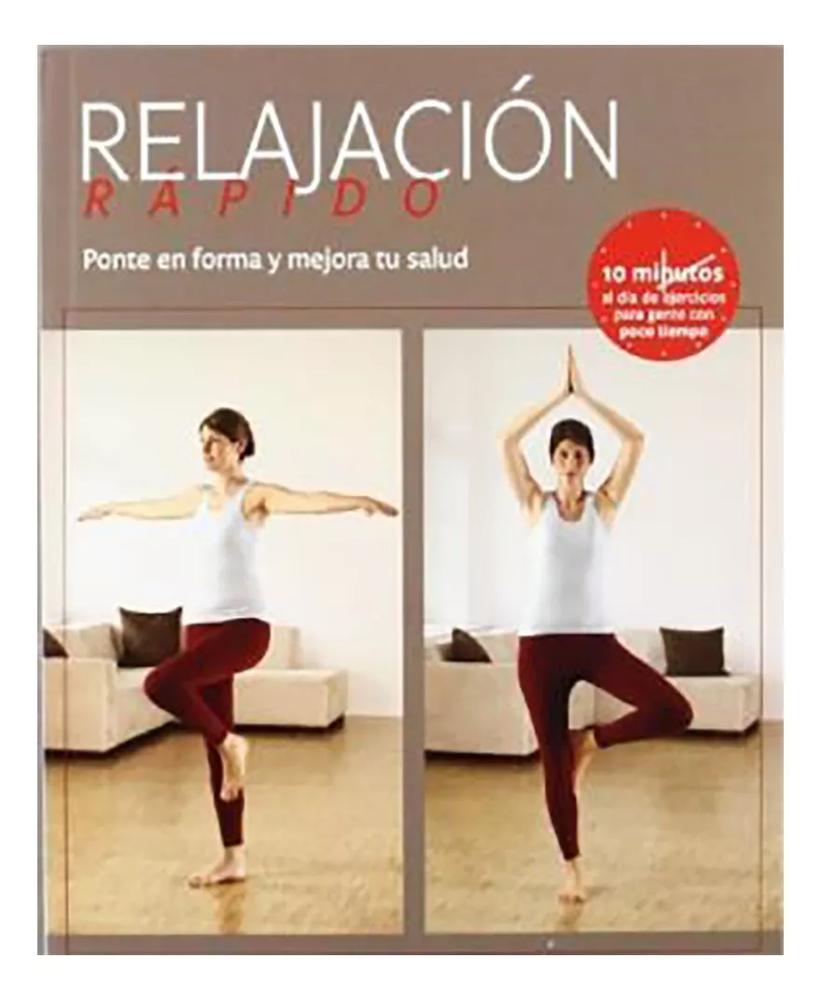 RELAJACIÓN
RÁPIDO
Ponte en forma y mejora tu salud
10 minutos
al día de ejercicios
para gente con
poco tiempo